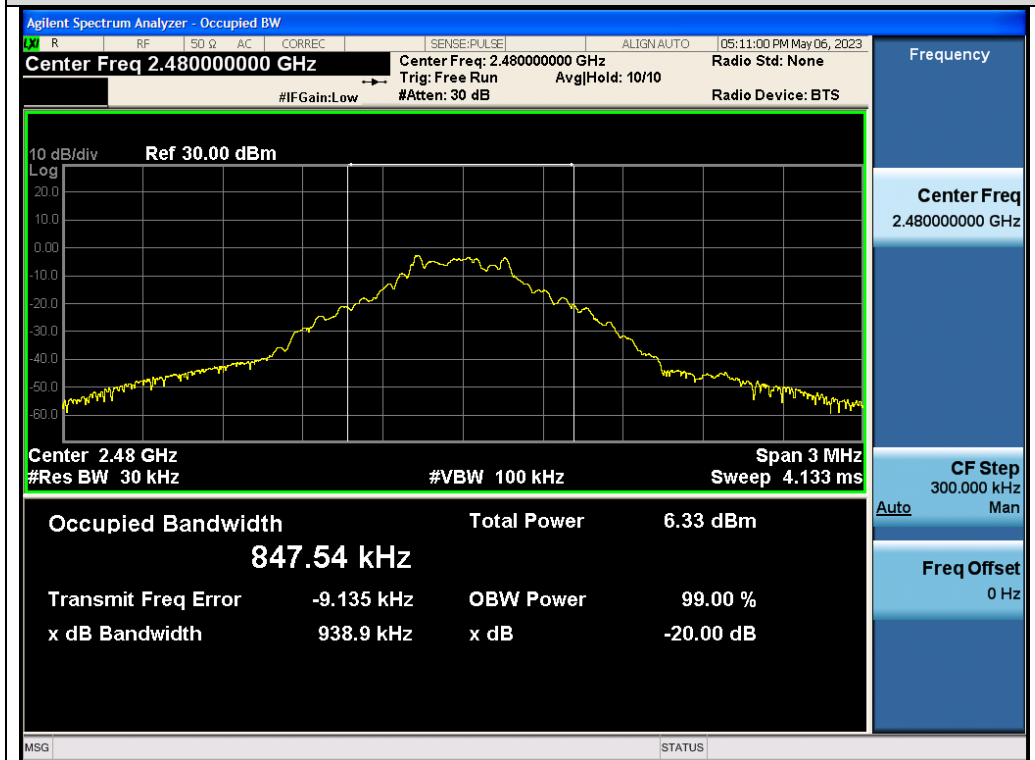 Agilent Spectrum Analyzer - Occupied BW
LXI R RF 50 Ω AC CORREC SENSE:PULSE ALIGN AUTO 05:11:00 PM May 06, 2023
Center Freq 2.480000000 GHz
Center Freq: 2.480000000 GHz
Radio Std: None
Trig: Free Run Avg|Hold: 10/10
#IFGain:Low
#Atten: 30 dB
Radio Device: BTS
10 dB/div Ref 30.00 dBm
Log
20.0
10.0
0.00
-10.0
-20.0
-30.0
-40.0
-50.0
-60.0
Center 2.48 GHz Span 3 MHz
#Res BW 30 kHz #VBW 100 kHz Sweep 4.133 ms
Occupied Bandwidth Total Power 6.33 dBm
847.54 kHz
Transmit Freq Error -9.135 kHz OBW Power 99.00 %
x dB Bandwidth 938.9 kHz x dB -20.00 dB
Frequency
Center Freq
2.480000000 GHz
CF Step
300.000 kHz
Auto Man
Freq Offset
0 Hz
MSG STATUS